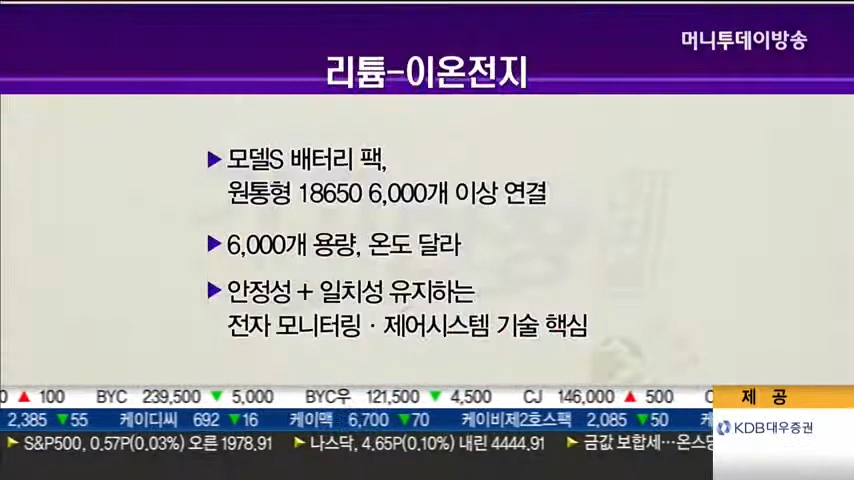 머니투데이방송
리튬-이온전지
▶모델S 배터리 팩,
원통형 18650 6,000개 이상 연결
▶6,000개 용량, 온도 달라
▶안정성 + 일치성 유지하는
전자 모니터링 · 제어시스템 기술 핵심
0 ▲ 100 BYC 239,500 ▼ 5,000 BYC우 121,500 ▼ 4,500 CJ 146,000 ▲ 500
제 공
2,385 ▼55 케이디씨 692 ▼16 케이맥 6,700 ▼70 케이비제2호스팩 2,085 ▼50
KDB대우증권
▶ S&P500, 0.57P(0.03%) 오른 1978.91 ▶ 나스닥, 4.65P(0.10%) 내린 4444.91 ▶ 금값 보합세…온스당